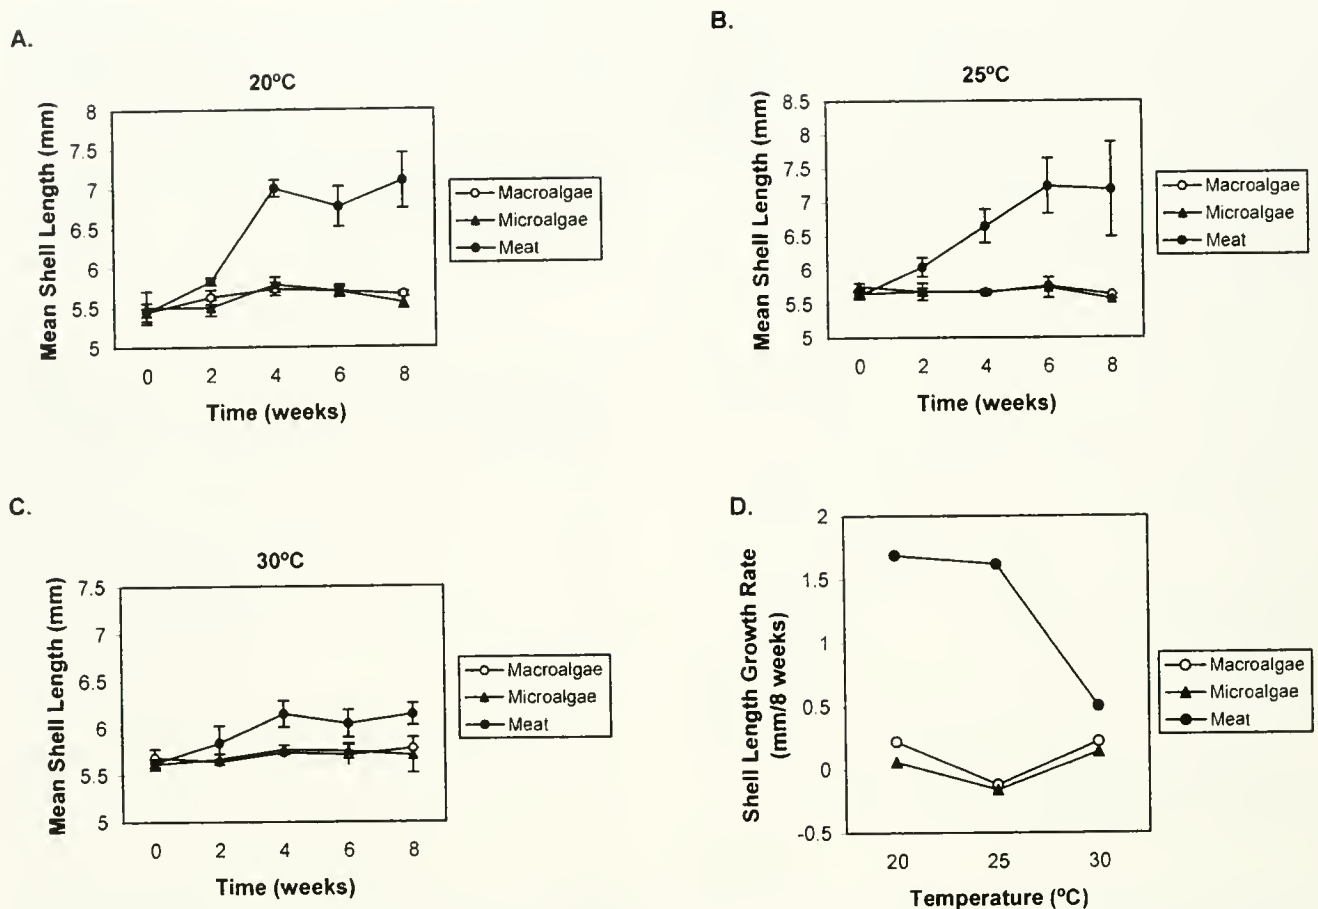 A.
20ºC
Mean Shell Length (mm)
8
7.5
7
6.5
6
5.5
5
0 2 4 6 8
Time (weeks)
Macroalgae
Microalgae
Meat
B.
25ºC
Mean Shell Length (mm)
8.5
8
7.5
7
6.5
6
5.5
5
0 2 4 6 8
Time (weeks)
Macroalgae
Microalgae
Meat
C.
30ºC
Mean Shell Length (mm)
7.5
7
6.5
6
5.5
5
0 2 4 6 8
Time (weeks)
Macroalgae
Microalgae
Meat
D.
Shell Length Growth Rate
(mm/8 weeks)
2
1.5
1
0.5
0
-0.5
20 25 30
Temperature (ºC)
Macroalgae
Microalgae
Meat